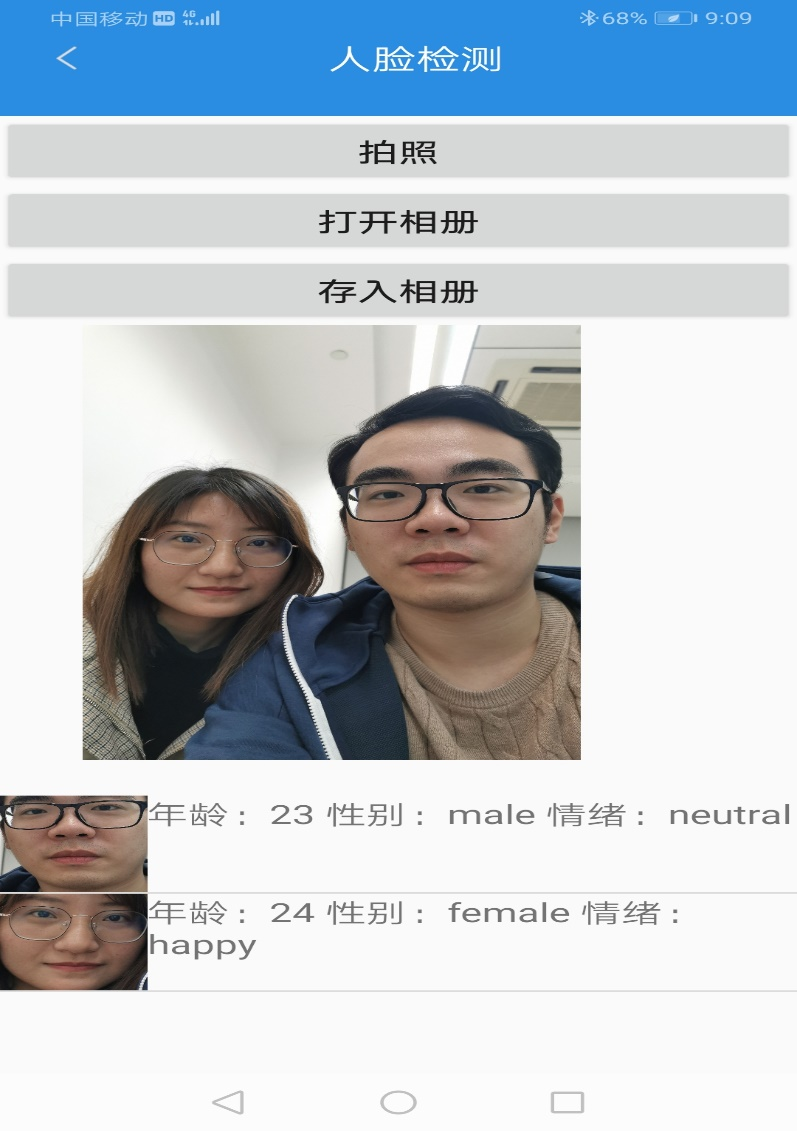 中国移动 HD 4G 68% 9:09
人脸检测
拍照
打开相册
存入相册
年龄：23 性别：male 情绪：neutral
年龄：24 性别：female 情绪：
happy